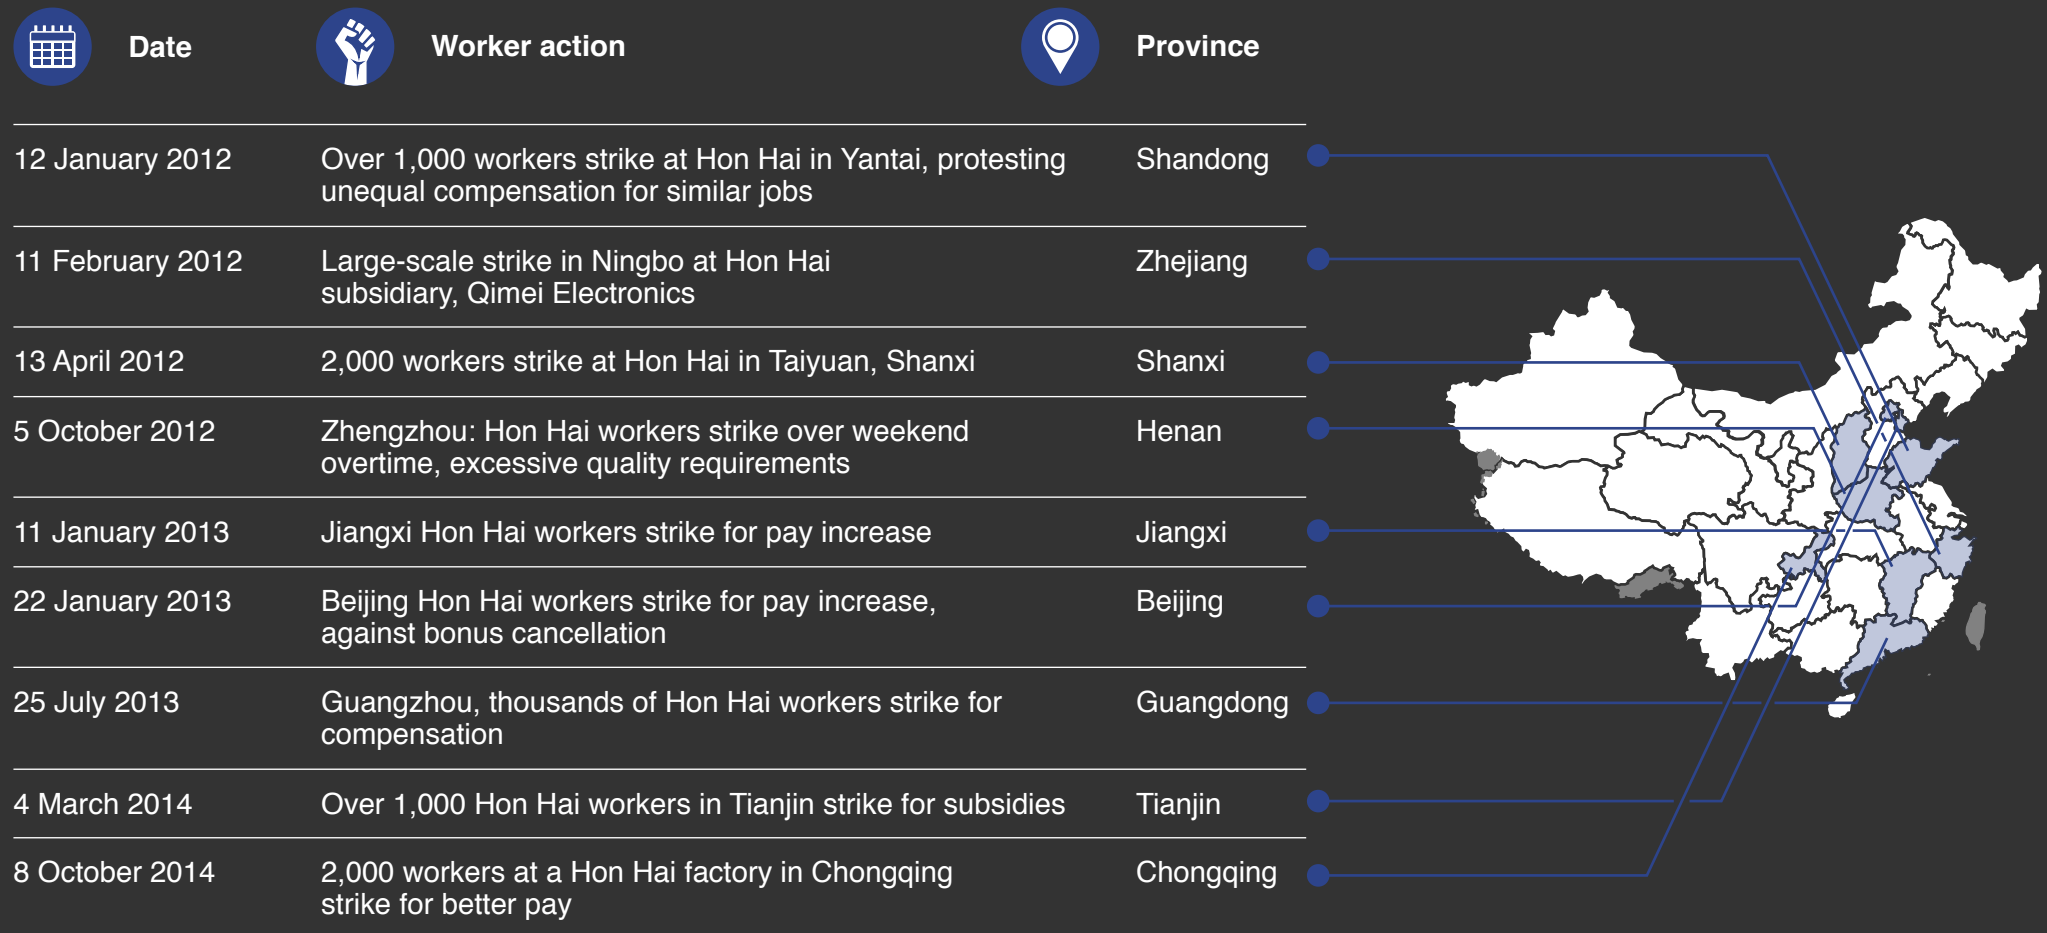 Date Worker action Province
12 January 2012 Over 1,000 workers strike at Hon Hai in Yantai, protesting Shandong
unequal compensation for similar jobs
11 February 2012 Large-scale strike in Ningbo at Hon Hai Zhejiang
subsidiary, Qimei Electronics
13 April 2012 2,000 workers strike at Hon Hai in Taiyuan, Shanxi Shanxi
5 October 2012 Zhengzhou: Hon Hai workers strike over weekend Henan
overtime, excessive quality requirements
11 January 2013 Jiangxi Hon Hai workers strike for pay increase Jiangxi
22 January 2013 Beijing Hon Hai workers strike for pay increase, Beijing
against bonus cancellation
25 July 2013 Guangzhou, thousands of Hon Hai workers strike for Guangdong
compensation
4 March 2014 Over 1,000 Hon Hai workers in Tianjin strike for subsidies Tianjin
8 October 2014 2,000 workers at a Hon Hai factory in Chongqing Chongqing
strike for better pay